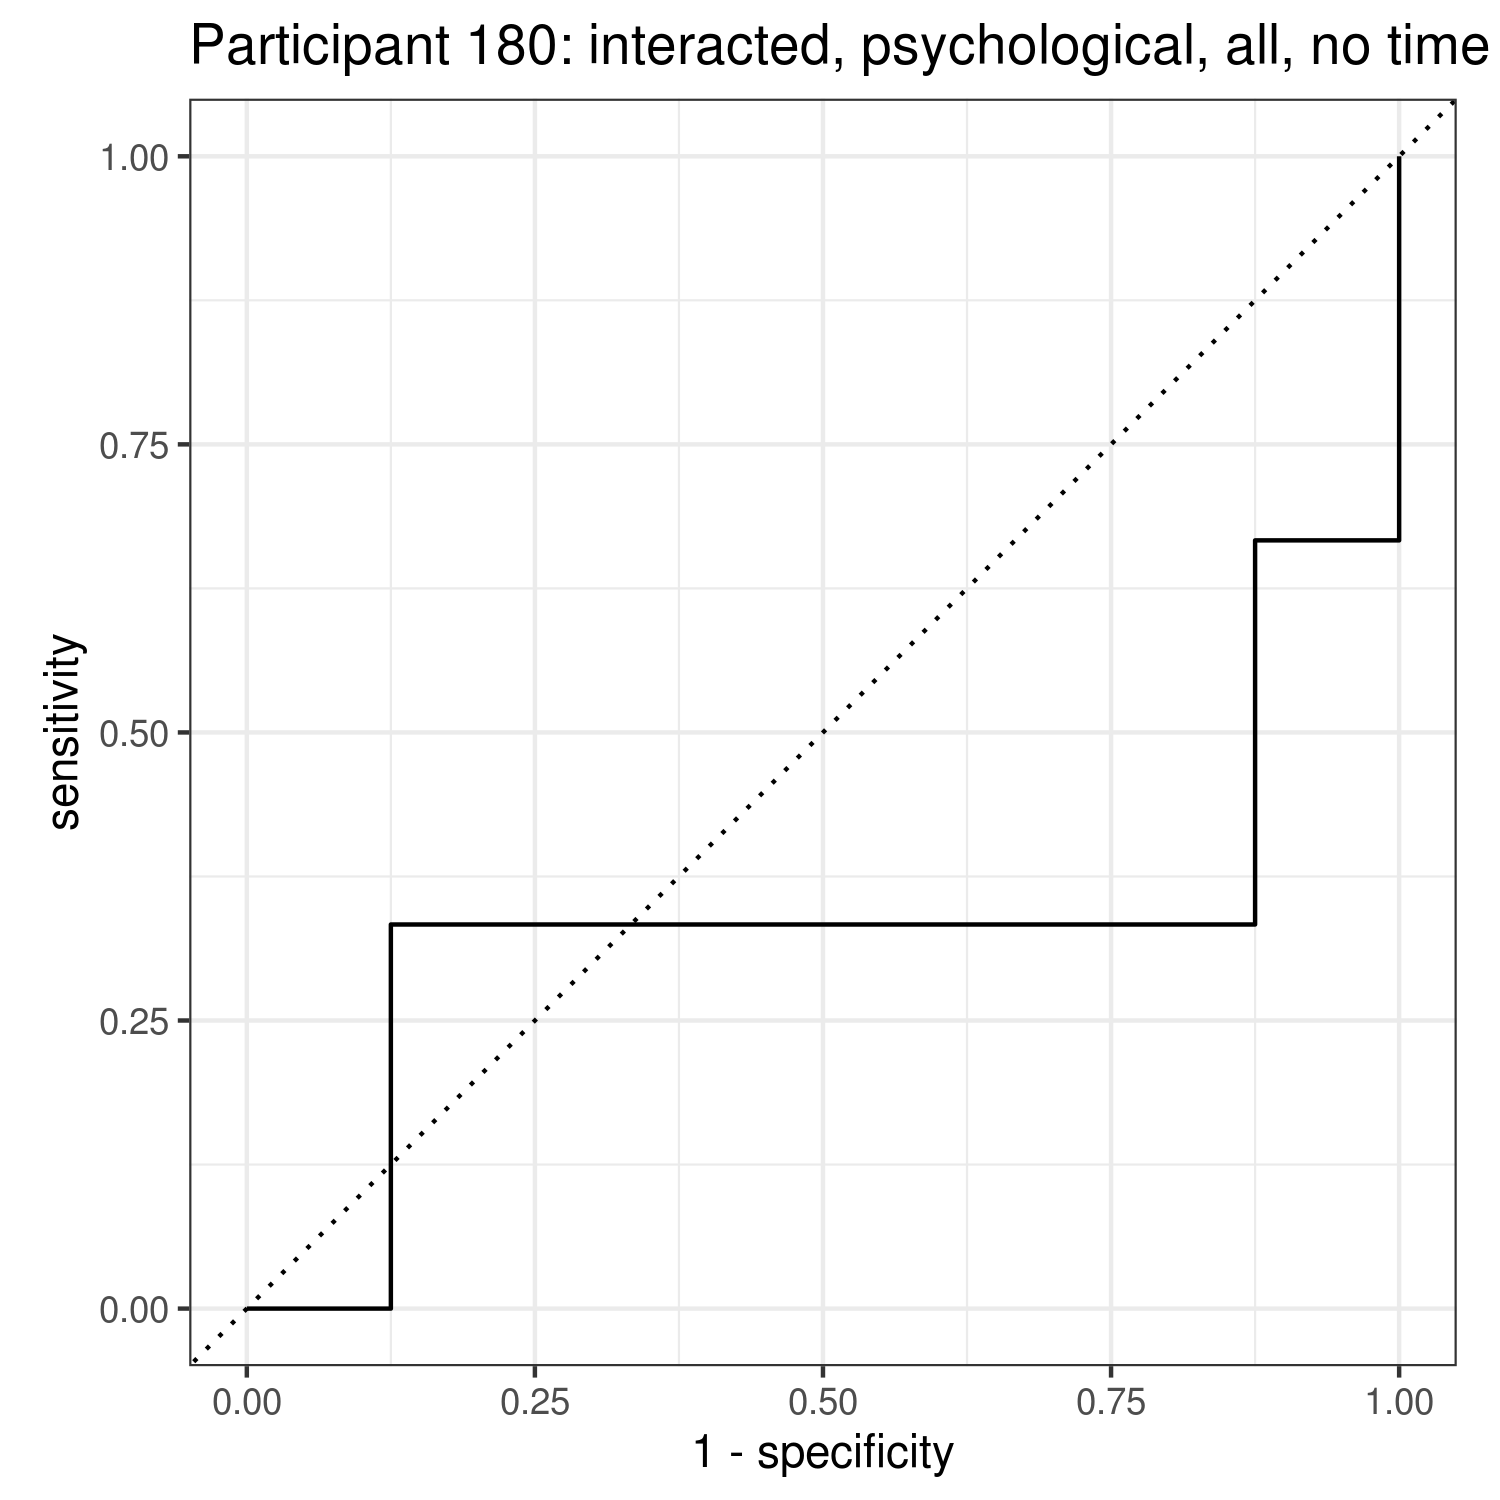 Participant 180: interacted, psychological, all, no time
1.00
0.75
0.50
0.25
0.00
sensitivity
0.00 0.25 0.50 0.75 1.00
1 - specificity